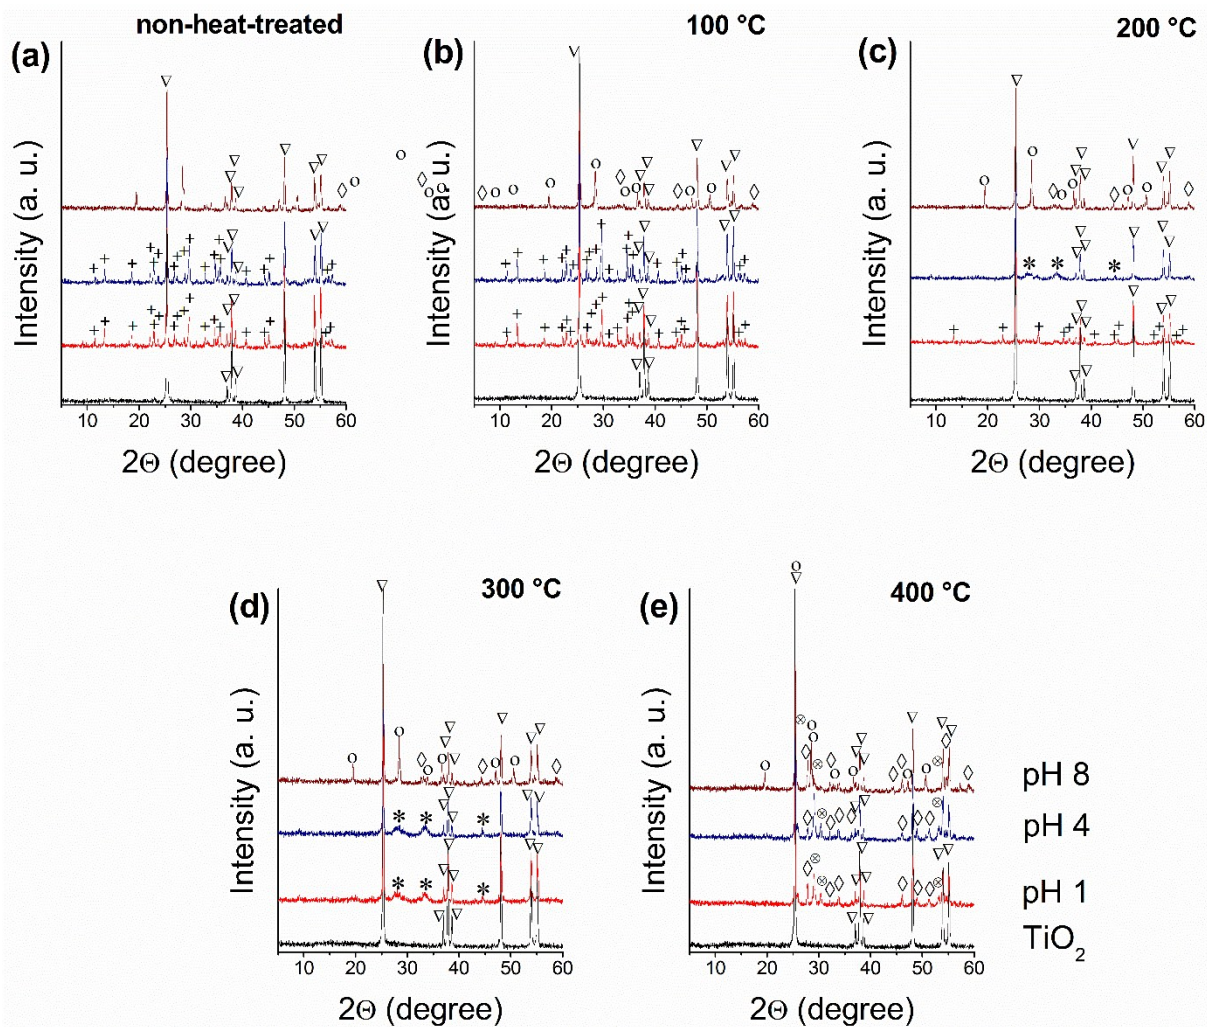 non-heat-treated
(a)
Intensity (a. u.)
10 20 30 40 50 60
2Θ (degree)
100 °C
(b)
Intensity (a. u.)
10 20 30 40 50 60
2Θ (degree)
200 °C
(c)
Intensity (a. u.)
10 20 30 40 50 60
2Θ (degree)
300 °C
(d)
Intensity (a. u.)
10 20 30 40 50 60
2Θ (degree)
400 °C
(e)
Intensity (a. u.)
10 20 30 40 50 60
2Θ (degree)
pH 8
pH 4
pH 1
TiO₂